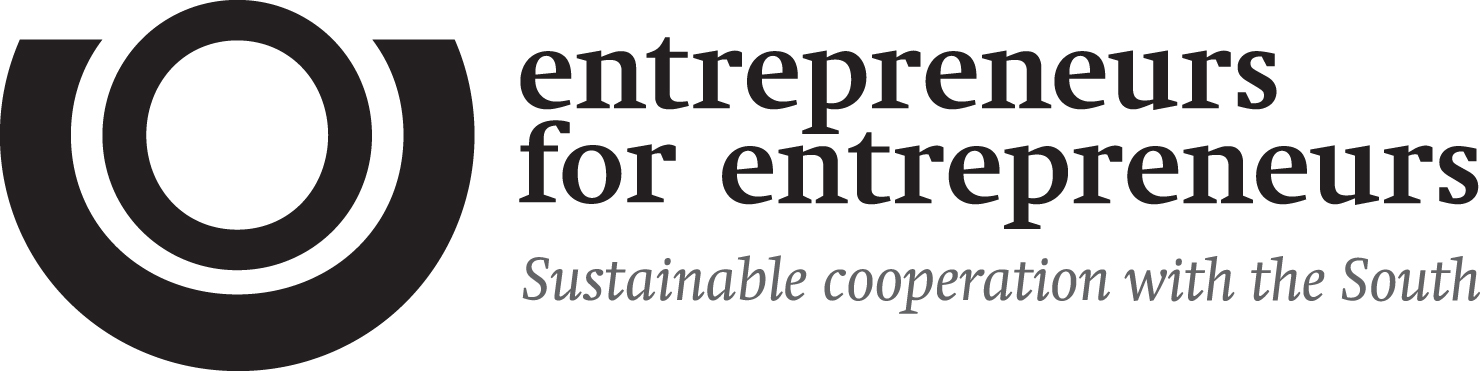 entrepreneurs
for entrepreneurs
Sustainable cooperation with the South